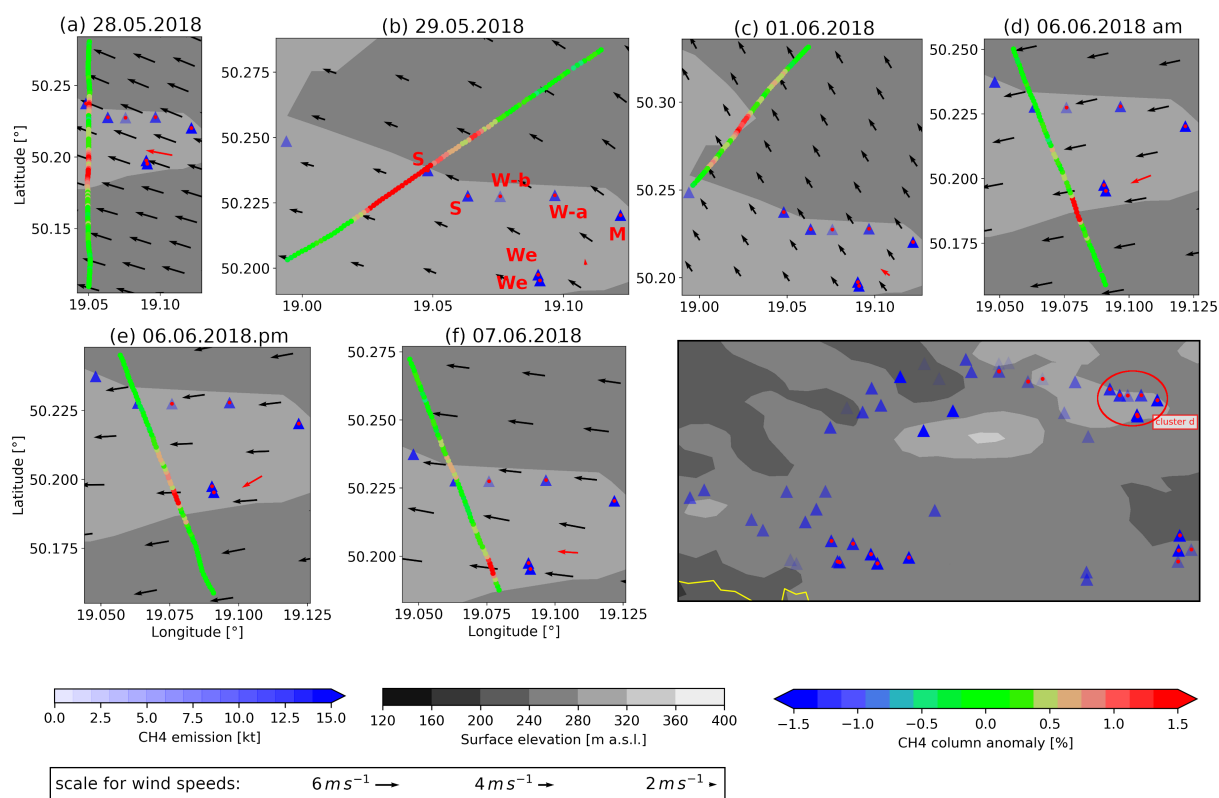 (a) 28.05.2018
(b) 29.05.2018
(c) 01.06.2018
(d) 06.06.2018 am
50.25
50.20
50.15
Latitude [°]
19.05
19.10
50.275
50.250
50.225
50.200
19.00
19.05
19.10
S
S
W-b
W-a
M
We
We
50.30
50.25
50.20
19.00
19.05
19.10
50.250
50.225
50.200
50.175
19.050
19.075
19.100
19.125
(e) 06.06.2018.pm
(f) 07.06.2018
50.225
50.200
50.175
Latitude [°]
19.050
19.075
19.100
19.125
Longitude [°]
50.275
50.250
50.225
50.200
19.050
19.075
19.100
19.125
Longitude [°]
cluster d
0.0
2.5
5.0
7.5
10.0
12.5
15.0
CH4 emission [kt]
120
160
200
240
280
320
360
400
Surface elevation [m a.s.l.]
−1.5
−1.0
−0.5
0.0
0.5
1.0
1.5
CH4 column anomaly [%]
scale for wind speeds: 6 m s⁻¹ 4 m s⁻¹ 2 m s⁻¹